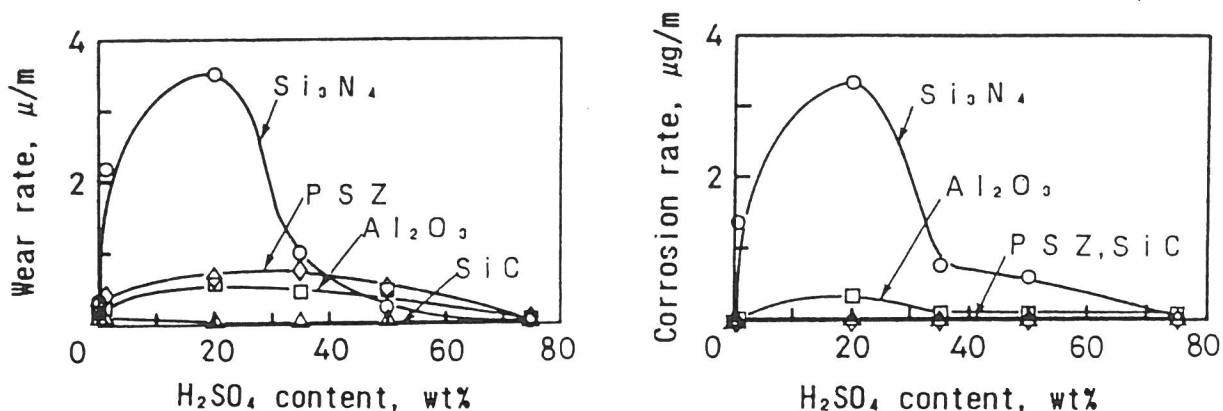 Wear rate, μ/m
4
2
0
20
40
60
80
H₂SO₄ content, wt%
Si₃N₄
PSZ
Al₂O₃
SiC
Corrosion rate, μg/m
4
2
0
20
40
60
80
H₂SO₄ content, wt%
Si₃N₄
Al₂O₃
PSZ, SiC